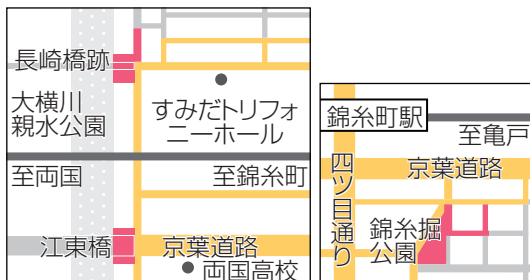 長崎橋跡
大横川
親水公園
すみだトリフォ
ニーホール
至両国
至錦糸町
江東橋
京葉道路
両国高校
錦糸町駅
至亀戸
京葉道路
四ツ目通り
錦糸堀
公園